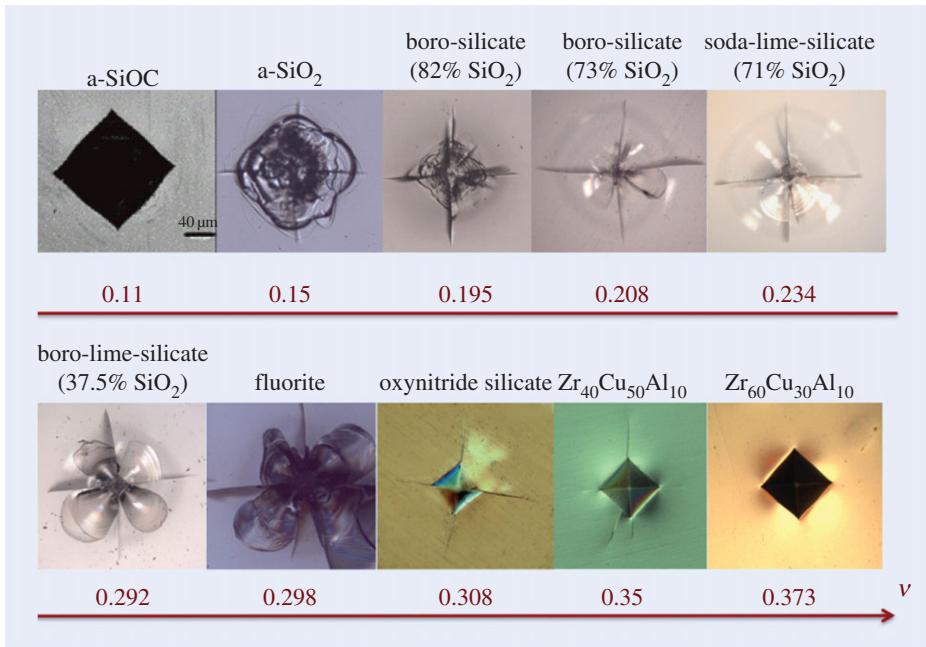 a-SiOC
a-SiO₂
boro-silicate
(82% SiO₂)
boro-silicate
(73% SiO₂)
soda-lime-silicate
(71% SiO₂)
40 µm
0.11 0.15 0.195 0.208 0.234
boro-lime-silicate
(37.5% SiO₂)
fluorite
oxynitride silicate
Zr₄₀Cu₅₀Al₁₀
Zr₆₀Cu₃₀Al₁₀
0.292 0.298 0.308 0.35 0.373
ν